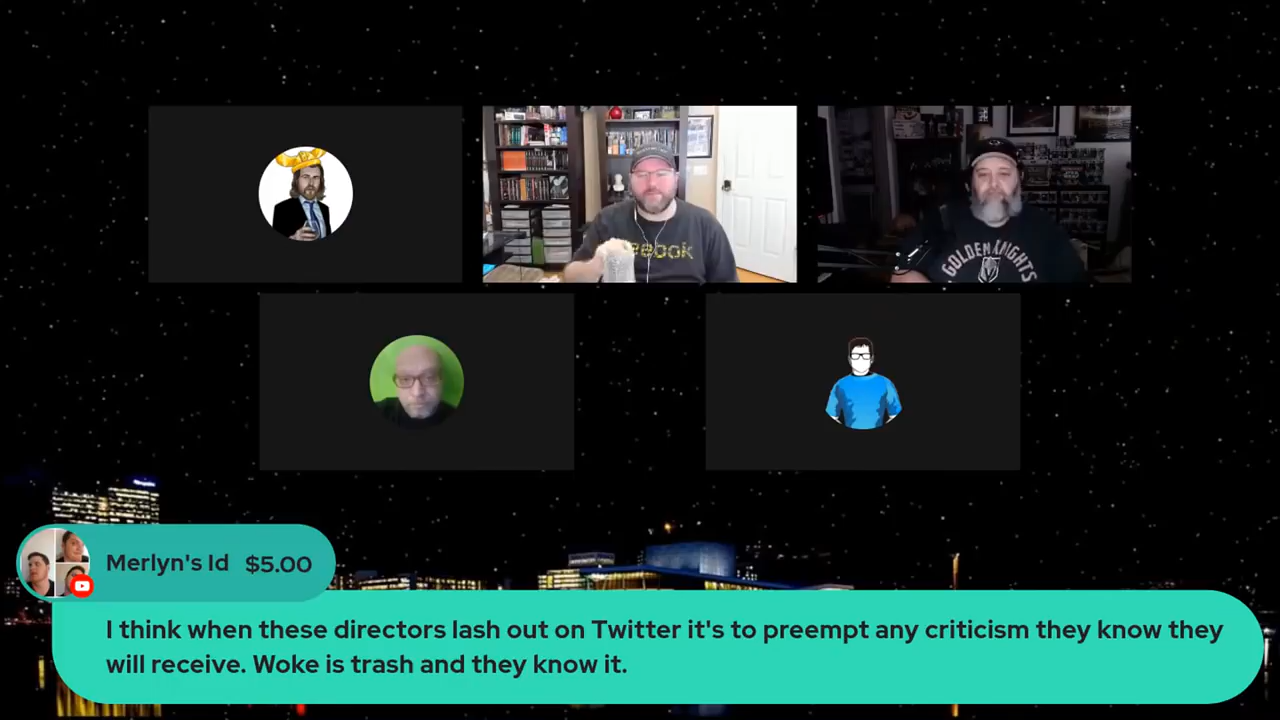 Reebok
GOLDEN KNIGHTS
Merlyn's Id $5.00
I think when these directors lash out on Twitter it's to preempt any criticism they know they
will receive. Woke is trash and they know it.